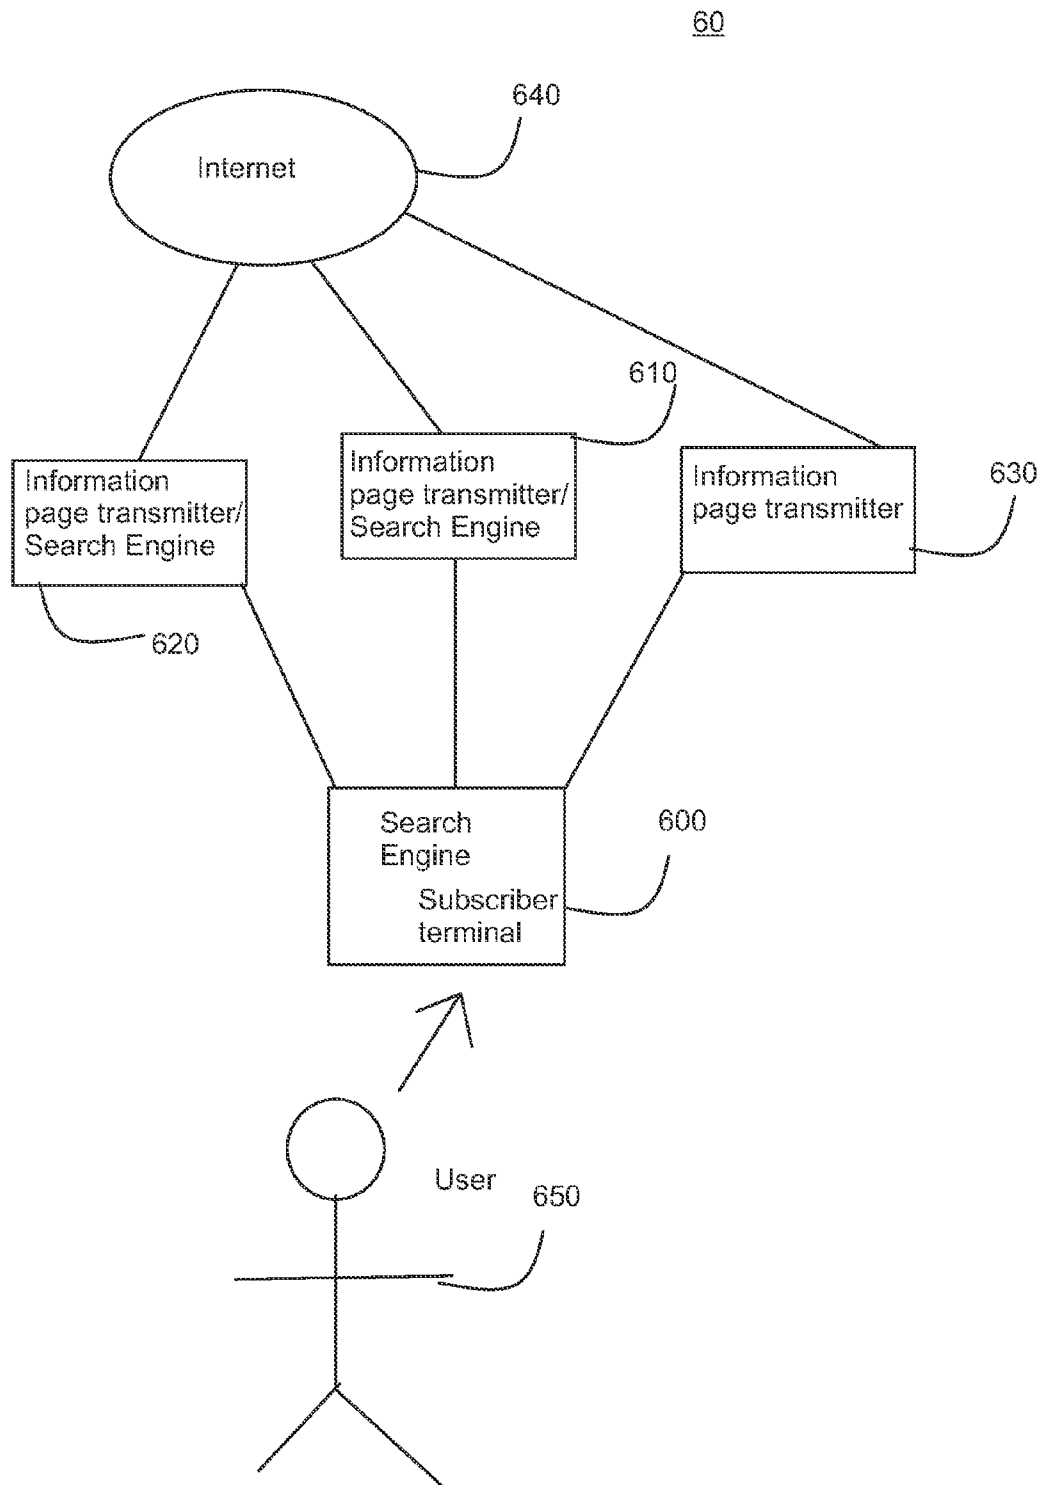 60
640
Internet
610
Information
page transmitter/
Search Engine
Information
page transmitter/
Search Engine
Information
page transmitter
630
620
Search
Engine
Subscriber
terminal
600
User
650